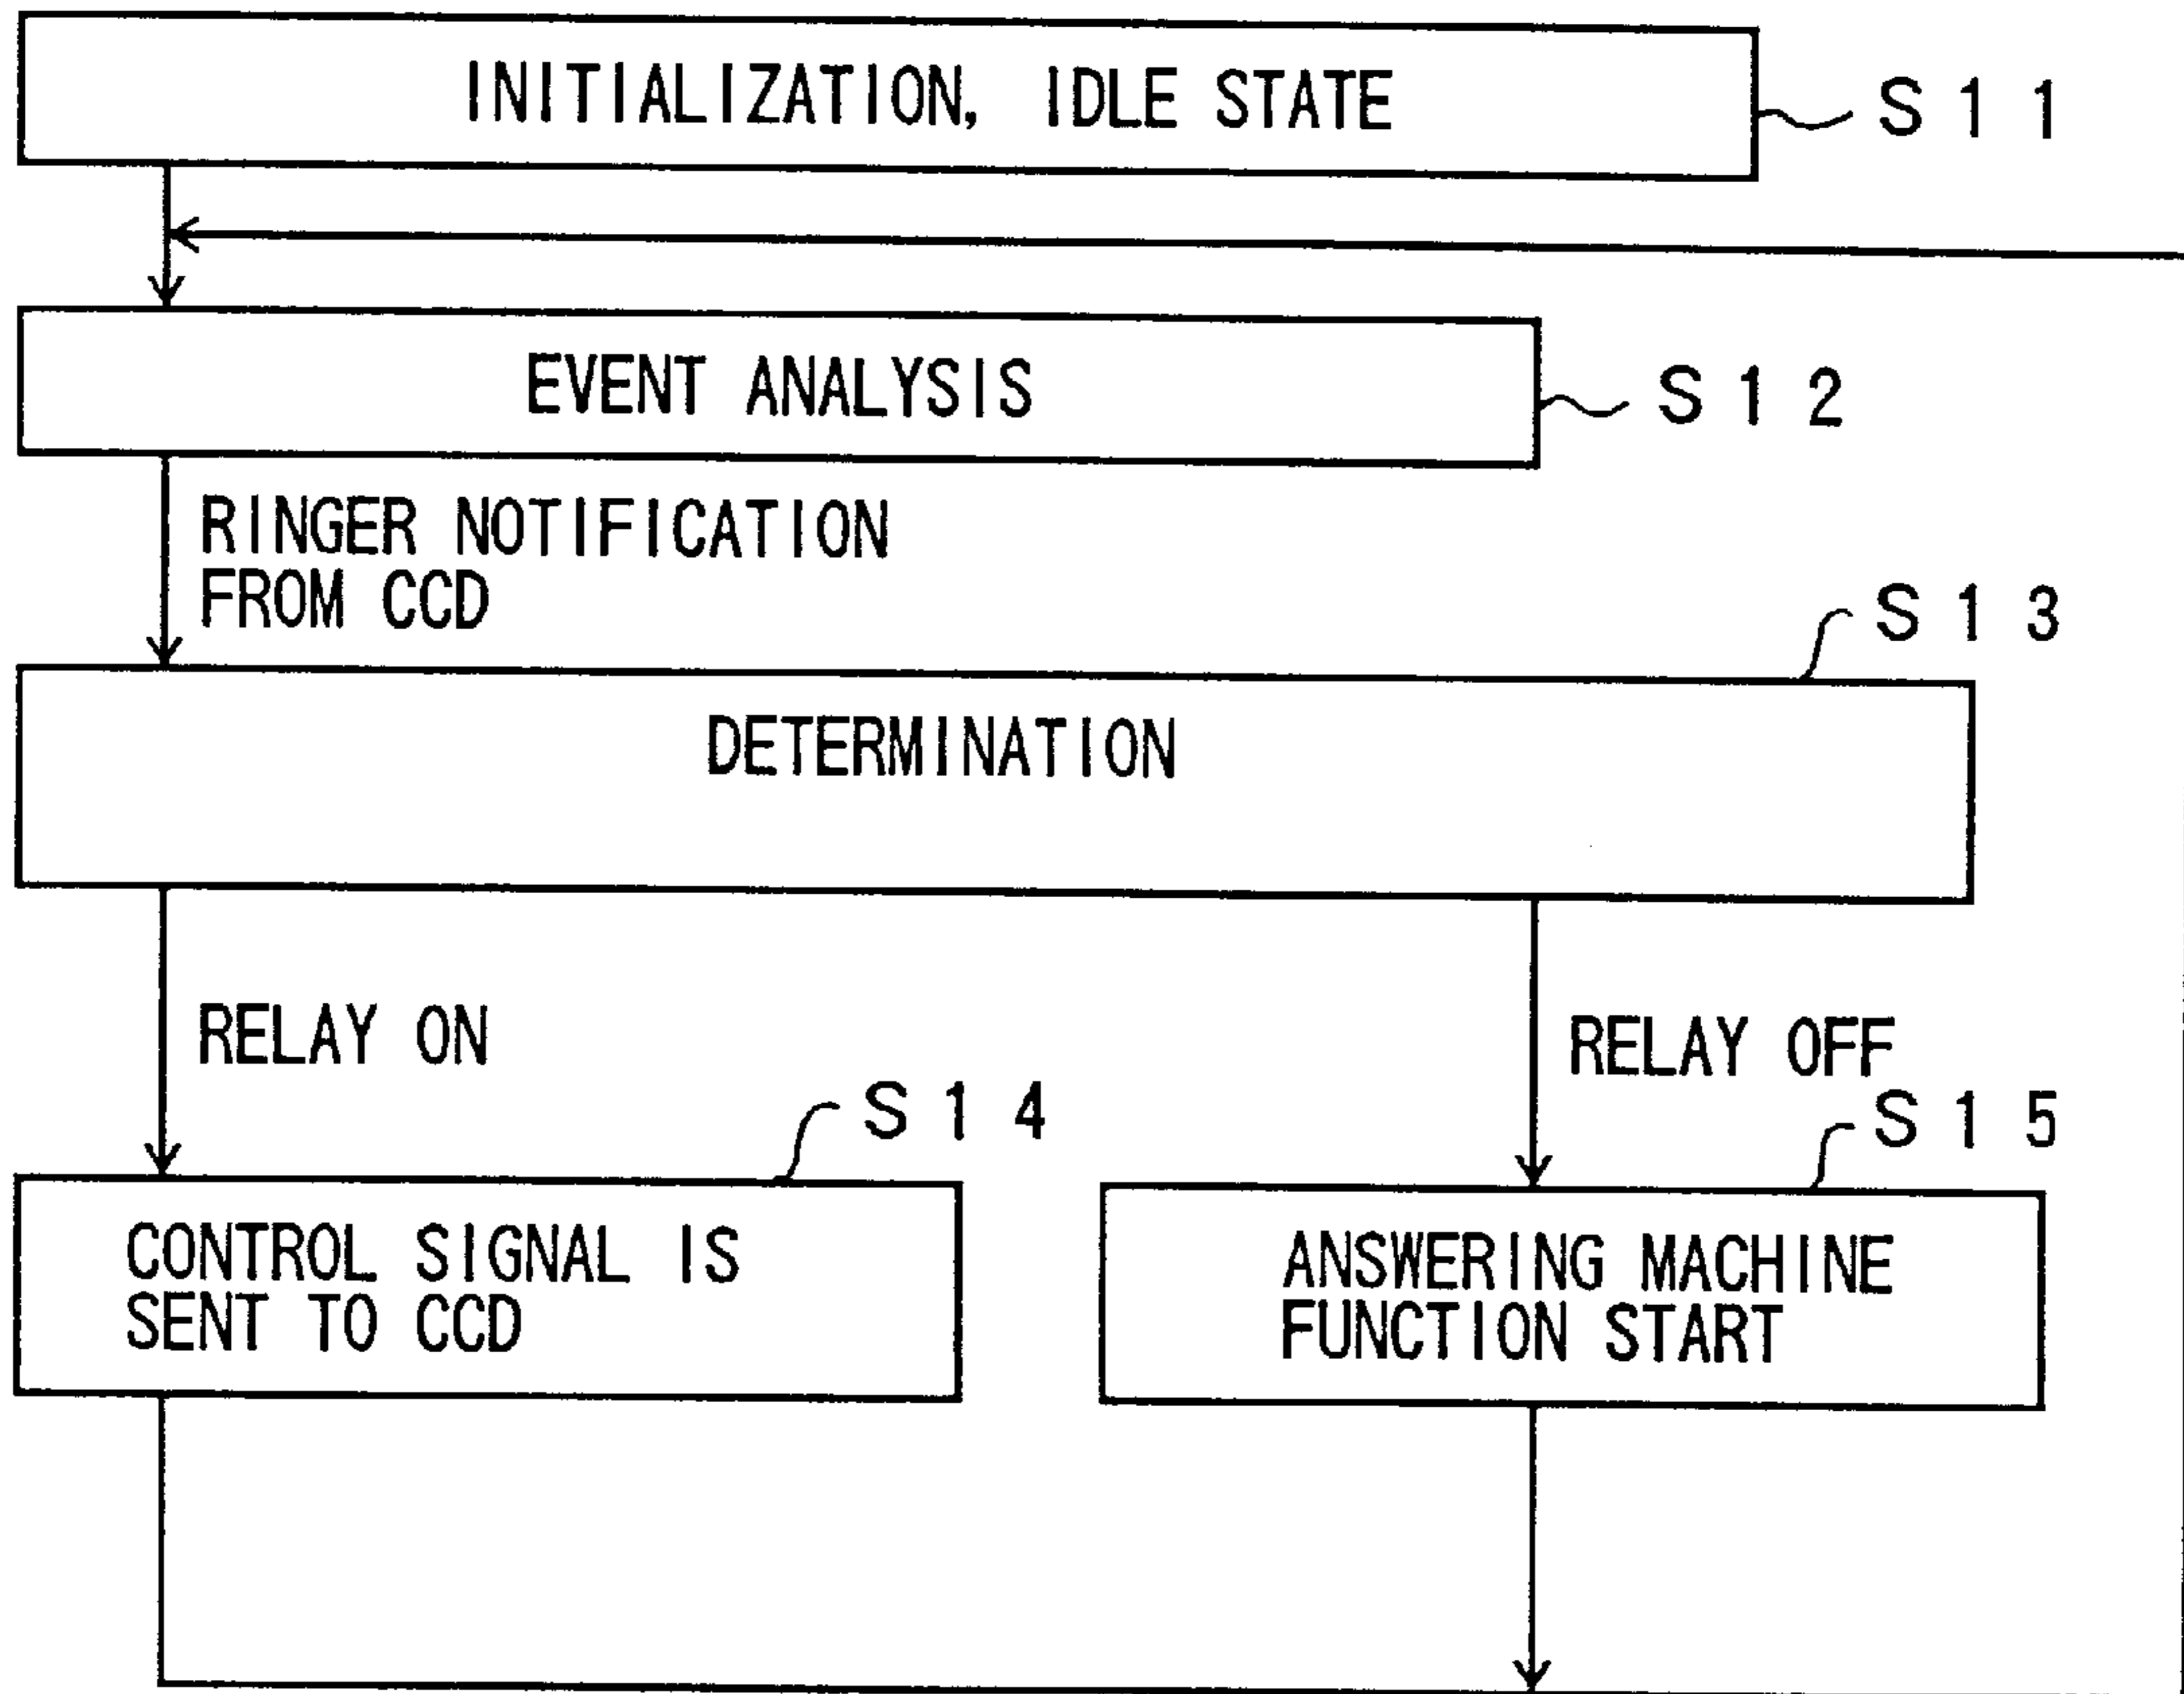 INITIALIZATION, IDLE STATE
S11
EVENT ANALYSIS
S12
RINGER NOTIFICATION
FROM CCD
S13
DETERMINATION
RELAY ON
RELAY OFF
S14
S15
CONTROL SIGNAL IS
SENT TO CCD
ANSWERING MACHINE
FUNCTION START